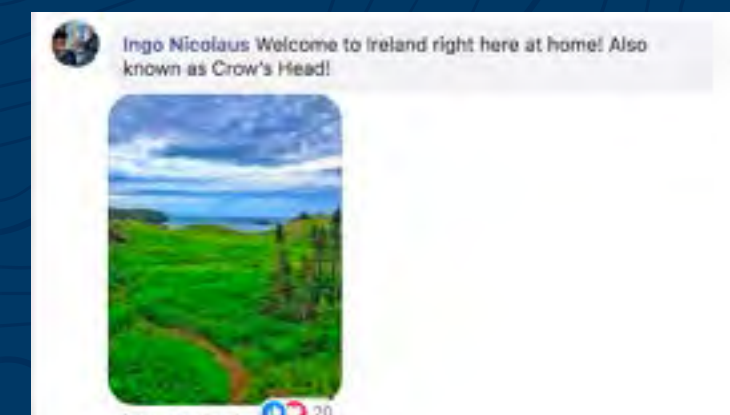 Ingo Nicolaus Welcome to Ireland right here at home! Also
known as Crow's Head!
20